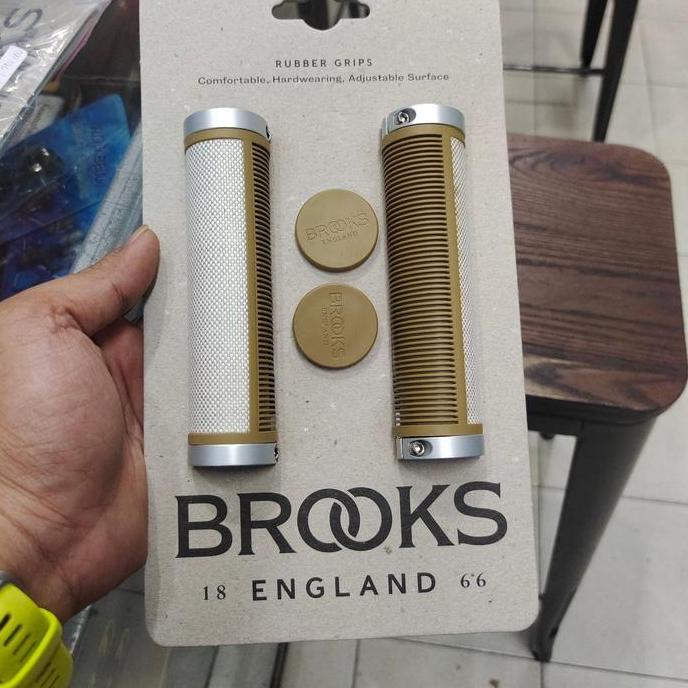 RUBBER GRIPS
Comfortable, Hardwearing, Adjustable Surface
BROOKS
ENGLAND
BROOKS
ENGLAND
BROOKS
18 ENGLAND 66